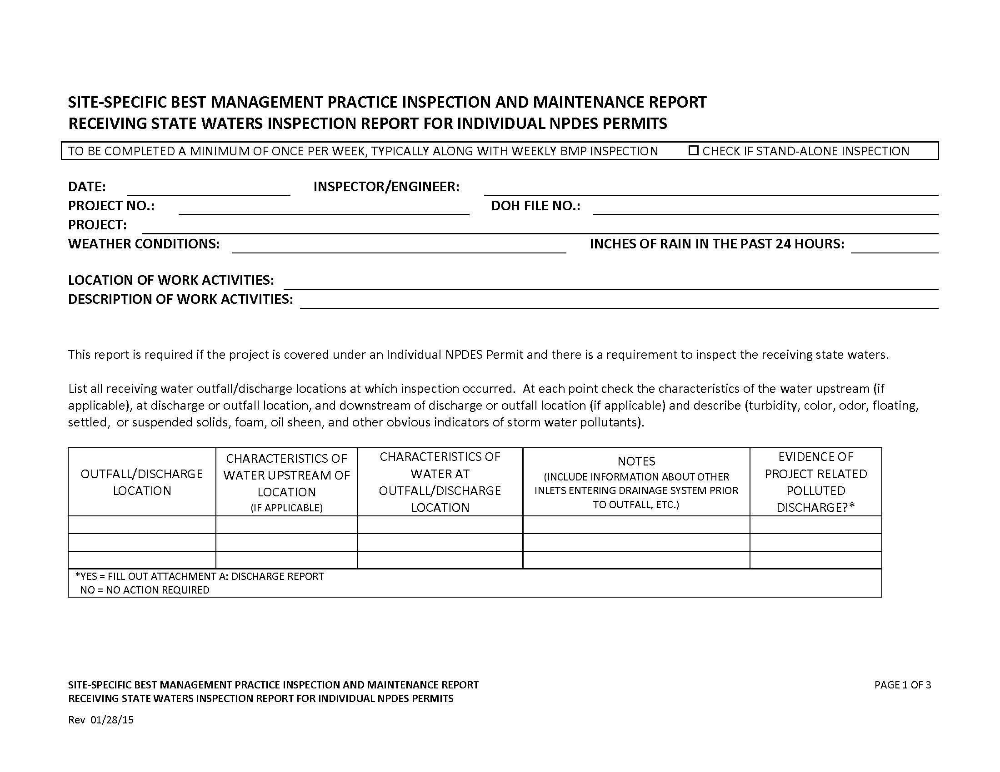 SITE-SPECIFIC BEST MANAGEMENT PRACTICE INSPECTION AND MAINTENANCE REPORT
RECEIVING STATE WATERS INSPECTION REPORT FOR INDIVIDUAL NPDES PERMITS
TO BE COMPLETED A MINIMUM OF ONCE PER WEEK, TYPICALLY ALONG WITH WEEKLY BMP INSPECTION ☐ CHECK IF STAND-ALONE INSPECTION
DATE: INSPECTOR/ENGINEER:
PROJECT NO.: DOH FILE NO.:
PROJECT:
WEATHER CONDITIONS: INCHES OF RAIN IN THE PAST 24 HOURS:
LOCATION OF WORK ACTIVITIES:
DESCRIPTION OF WORK ACTIVITIES:
This report is required if the project is covered under an Individual NPDES Permit and there is a requirement to inspect the receiving state waters.
List all receiving water outfall/discharge locations at which inspection occurred.  At each point check the characteristics of the water upstream (if
applicable), at discharge or outfall location, and downstream of discharge or outfall location (if applicable) and describe (turbidity, color, odor, floating,
settled,  or suspended solids, foam, oil sheen, and other obvious indicators of storm water pollutants).
OUTFALL/DISCHARGE
LOCATION
CHARACTERISTICS OF
WATER UPSTREAM OF
LOCATION
(IF APPLICABLE)
CHARACTERISTICS OF
WATER AT
OUTFALL/DISCHARGE
LOCATION
NOTES
(INCLUDE INFORMATION ABOUT OTHER
INLETS ENTERING DRAINAGE SYSTEM PRIOR
TO OUTFALL, ETC.)
EVIDENCE OF
PROJECT RELATED
POLLUTED
DISCHARGE?*
*YES = FILL OUT ATTACHMENT A: DISCHARGE REPORT
NO = NO ACTION REQUIRED
SITE-SPECIFIC BEST MANAGEMENT PRACTICE INSPECTION AND MAINTENANCE REPORT PAGE 1 OF 3
RECEIVING STATE WATERS INSPECTION REPORT FOR INDIVIDUAL NPDES PERMITS
Rev  01/28/15